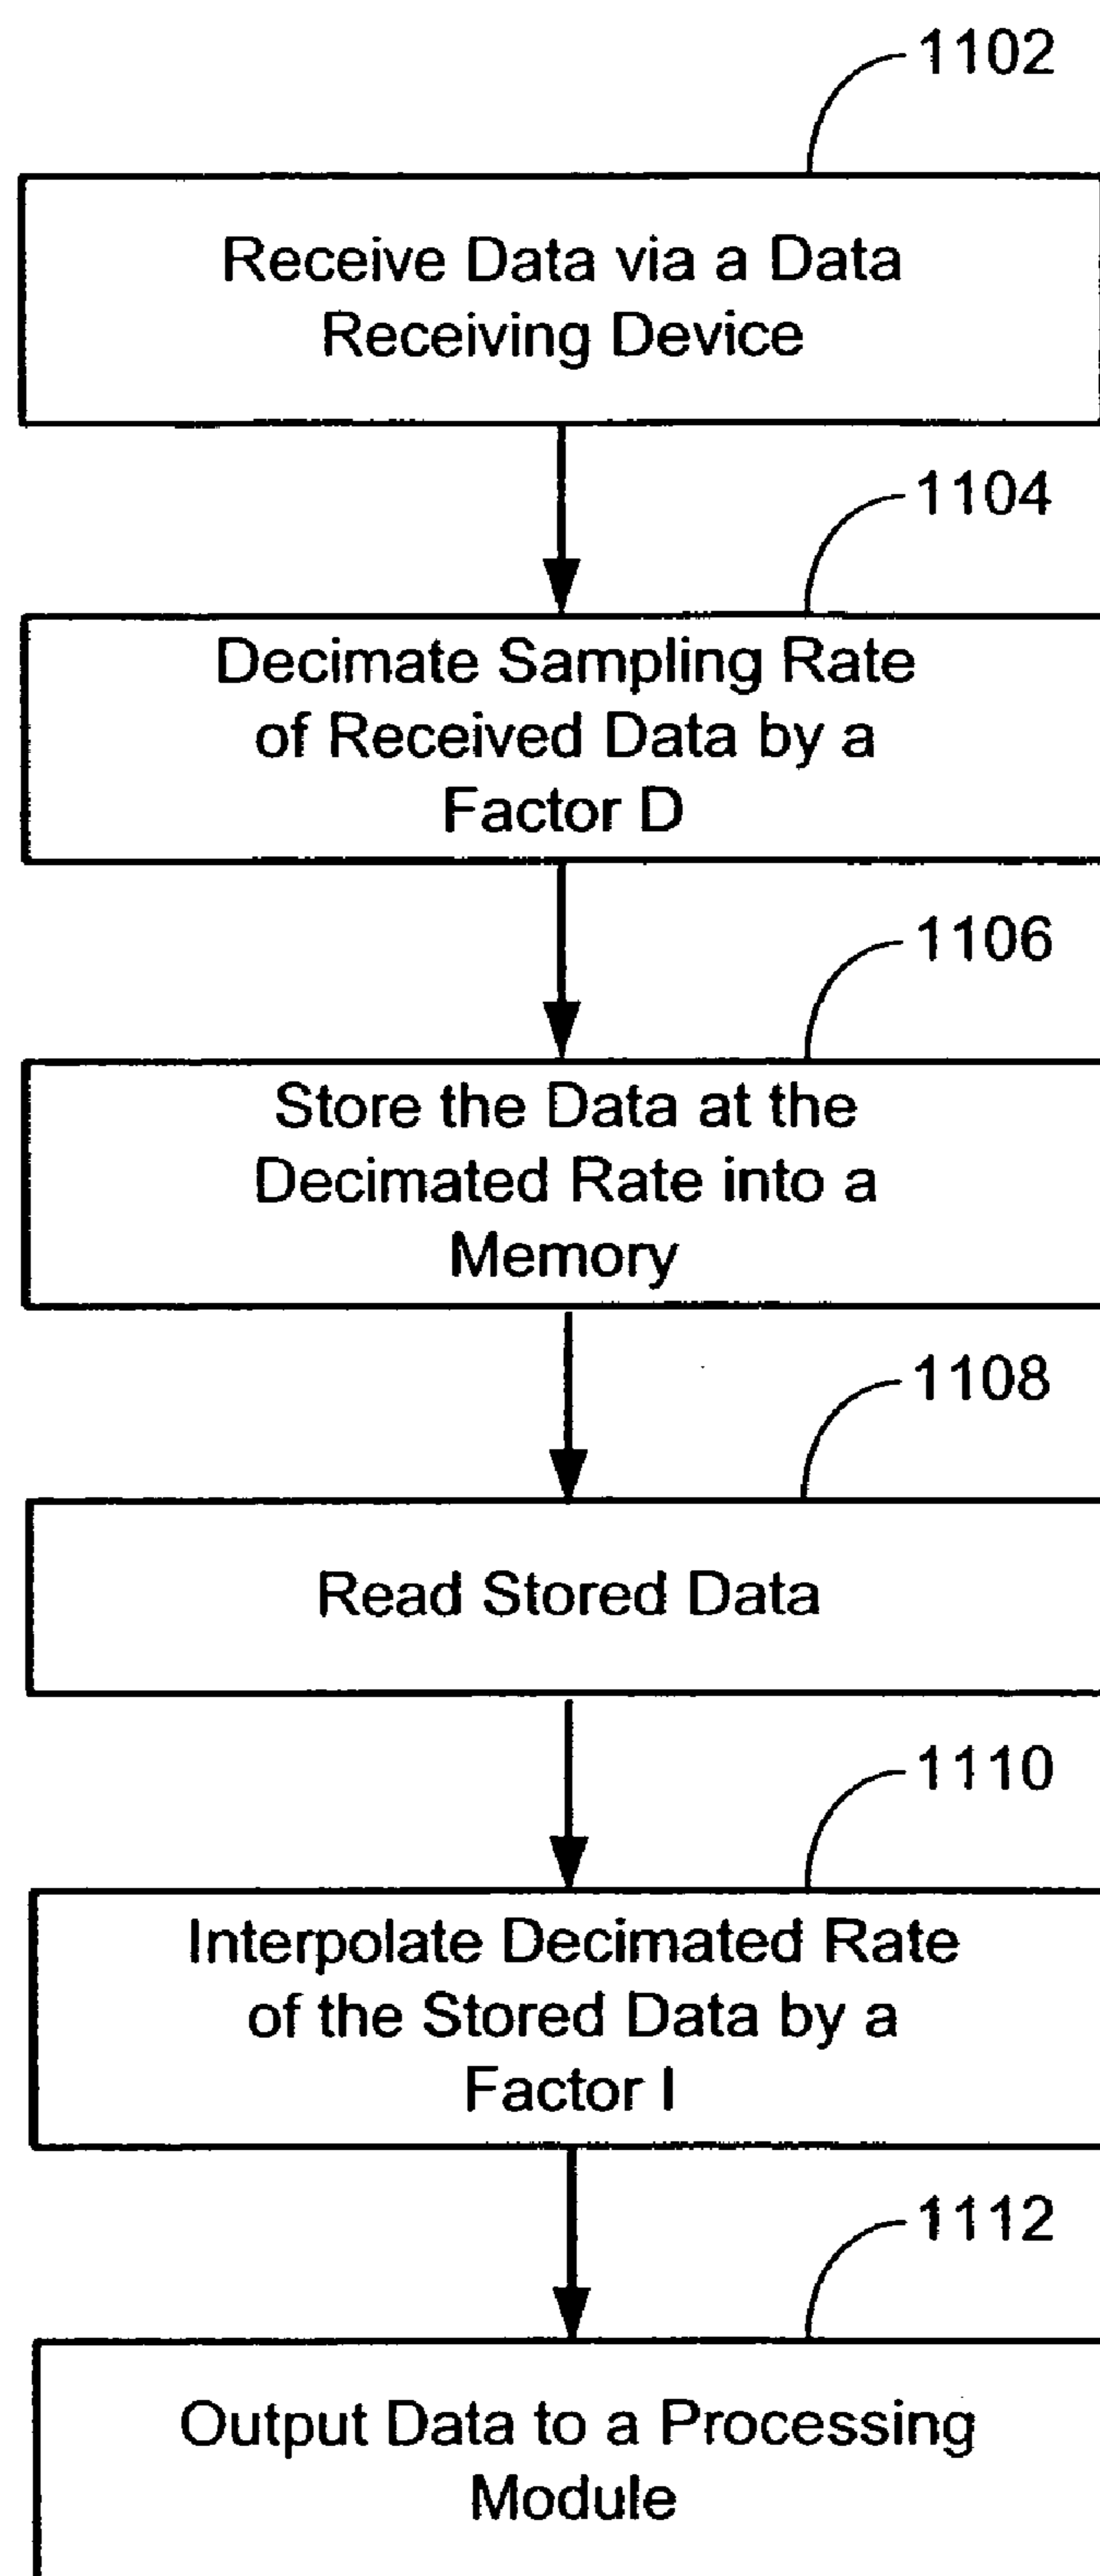 1102
Receive Data via a Data
Receiving Device
1104
Decimate Sampling Rate
of Received Data by a
Factor D
1106
Store the Data at the
Decimated Rate into a
Memory
1108
Read Stored Data
1110
Interpolate Decimated Rate
of the Stored Data by a
Factor I
1112
Output Data to a Processing
Module